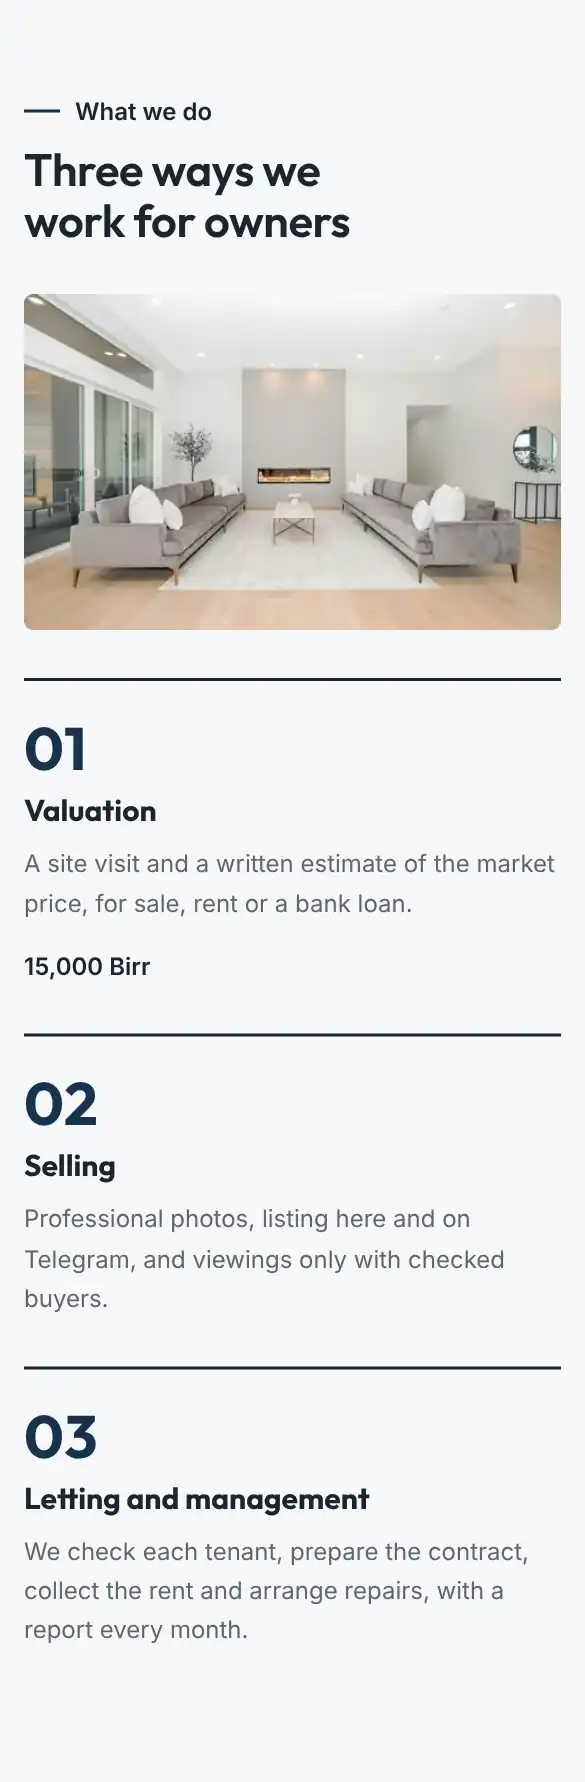 What we do
Three ways we
work for owners
01
Valuation
A site visit and a written estimate of the market
price, for sale, rent or a bank loan.
15,000 Birr
02
Selling
Professional photos, listing here and on
Telegram, and viewings only with checked
buyers.
03
Letting and management
We check each tenant, prepare the contract,
collect the rent and arrange repairs, with a
report every month.